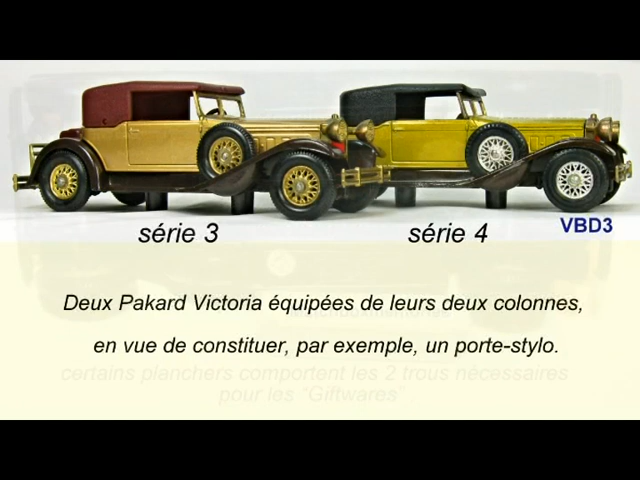 série 3
série 4
VBD3
Deux Pakard Victoria équipées de leurs deux colonnes,
en vue de constituer, par exemple, un porte-stylo.
certains planchers comportent les 2 trous nécessaires
pour les "Giftwares".